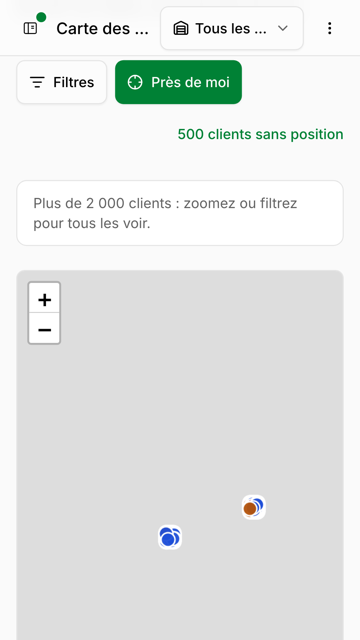 Carte des ...
Tous les ...
Filtres
Près de moi
500 clients sans position
Plus de 2 000 clients : zoomez ou filtrez
pour tous les voir.
+
−